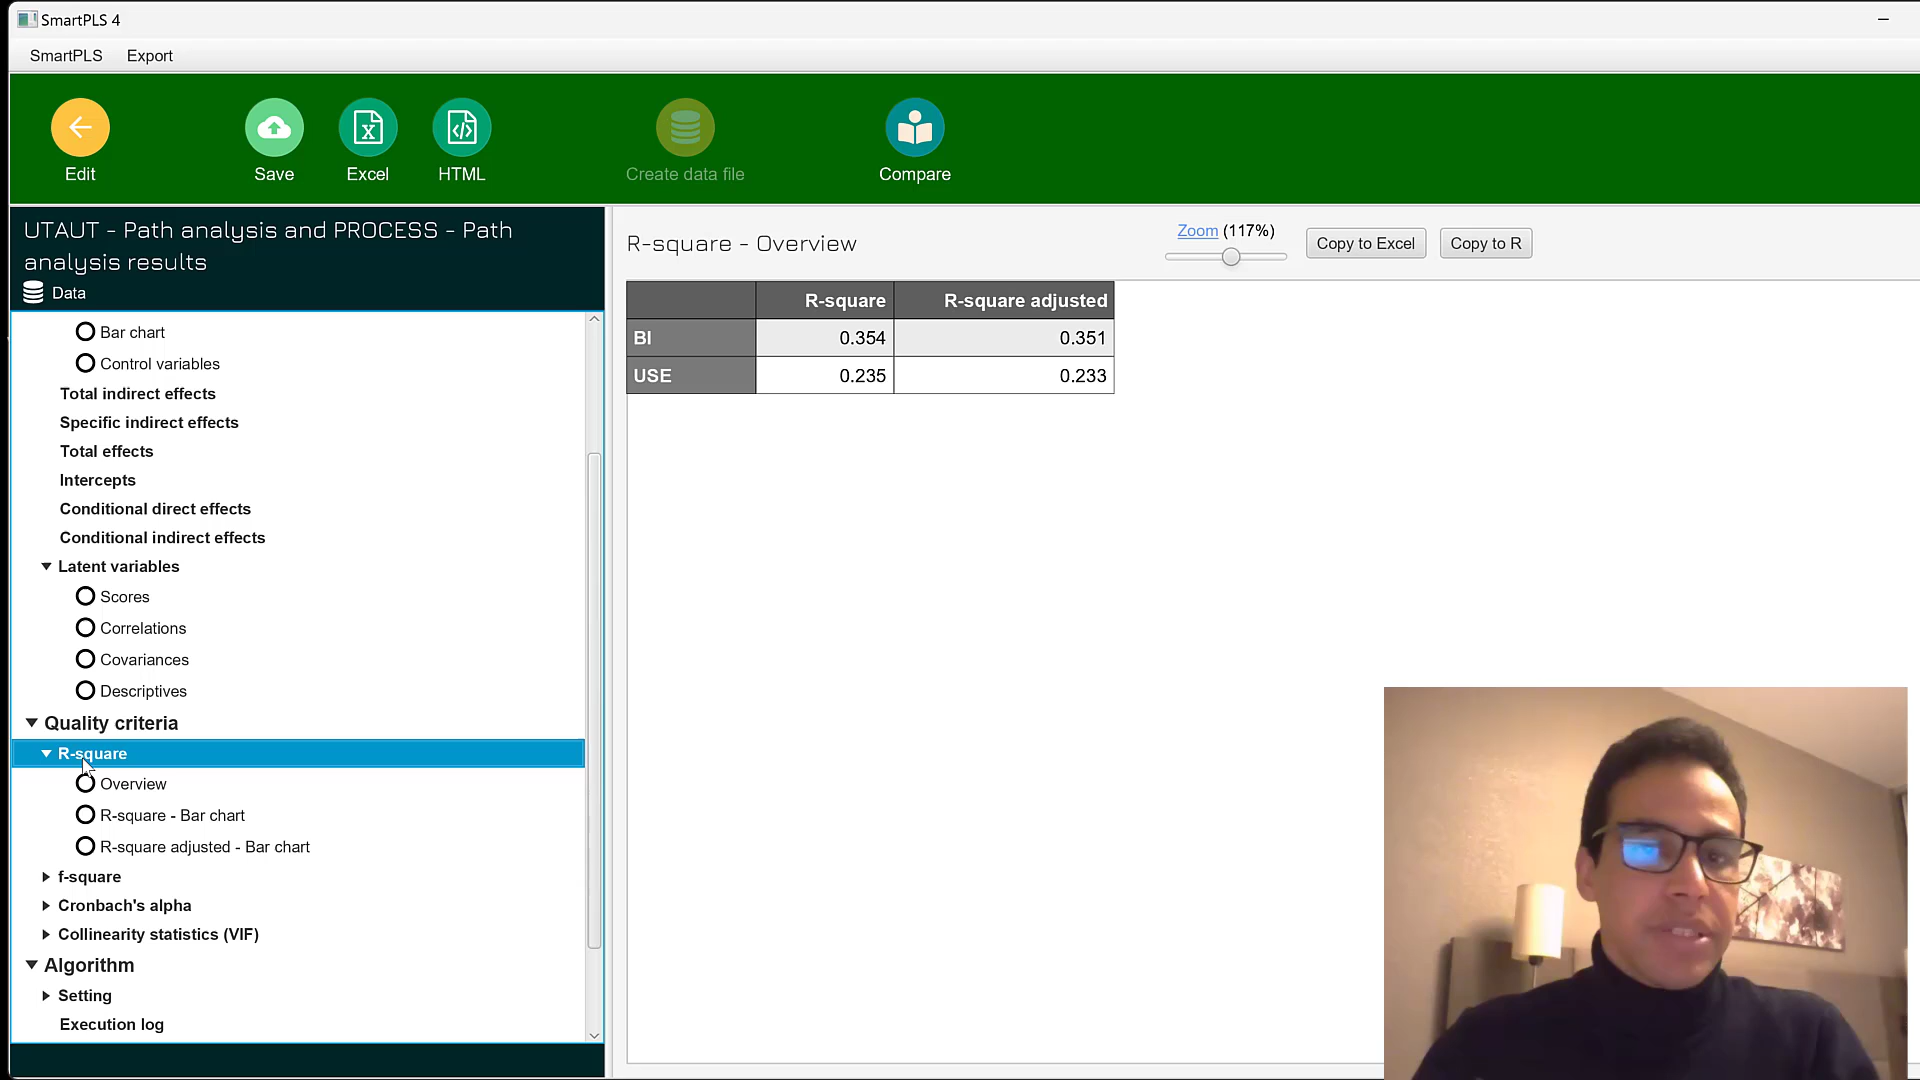 SmartPLS 4
SmartPLS Export
Edit
Save
Excel
HTML
Create data file
Compare
UTAUT - Path analysis and PROCESS - Path
analysis results
Data
Bar chart
Control variables
Total indirect effects
Specific indirect effects
Total effects
Intercepts
Conditional direct effects
Conditional indirect effects
Latent variables
Scores
Correlations
Covariances
Descriptives
Quality criteria
R-square
Overview
R-square - Bar chart
R-square adjusted - Bar chart
f-square
Cronbach's alpha
Collinearity statistics (VIF)
Algorithm
Setting
Execution log
R-square - Overview
Zoom (117%)
Copy to Excel
Copy to R
R-square R-square adjusted
BI 0.354 0.351
USE 0.235 0.233